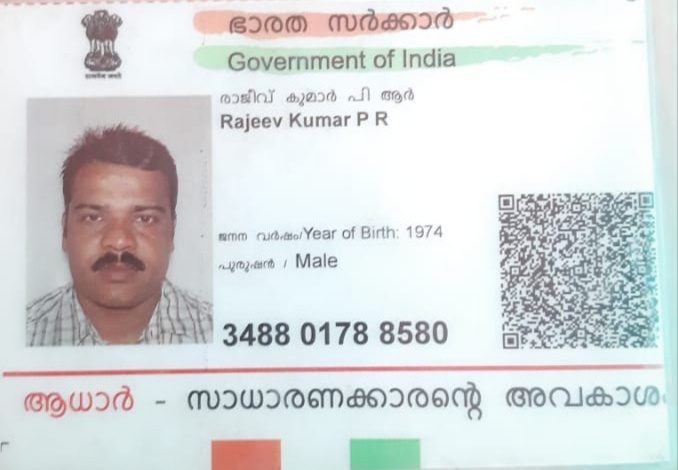 ഭാരത സർക്കാർ
Government of India
രാജീവ് കുമാർ പി ആർ
Rajeev Kumar P R
ജനന വർഷം/Year of Birth: 1974
പുരുഷൻ / Male
3488 0178 8580
ആധാർ - സാധാരണക്കാരന്റെ അവകാശം